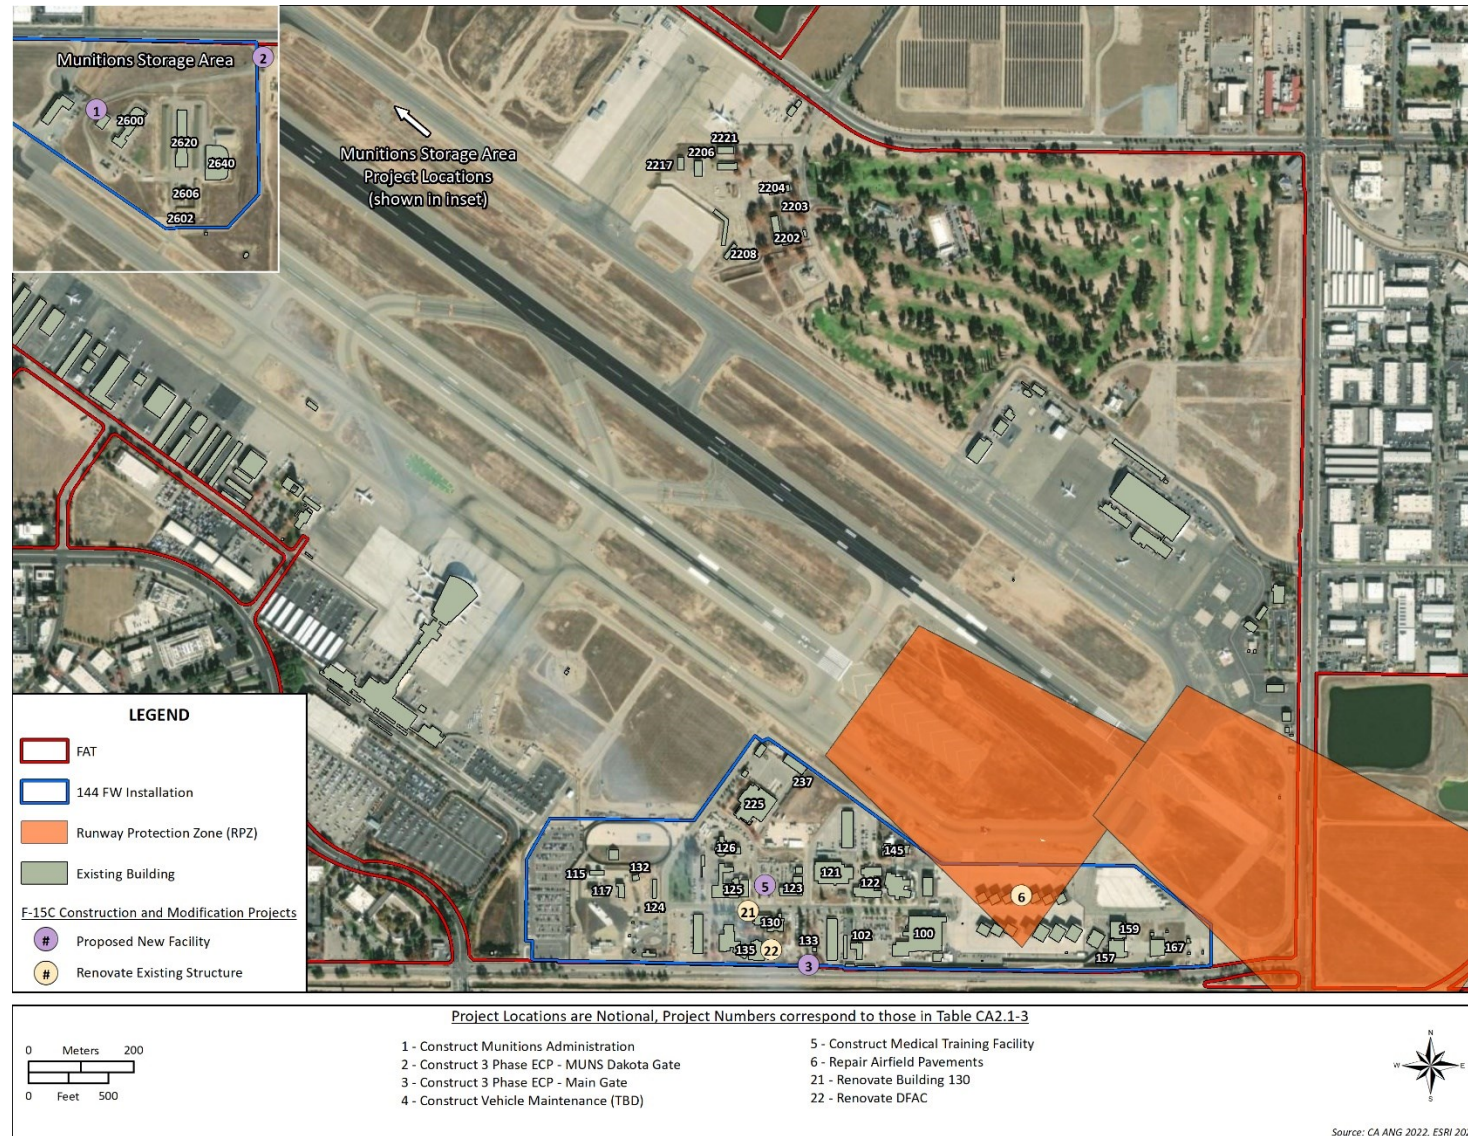 Munitions Storage Area
2
1
2600
2620
2640
2606
2602
Munitions Storage Area
Project Locations
(shown in inset)
2221
2206
2217
2204
2203
2202
2208
237
225
126
145
132
115
117
124
125
5
123
121
122
21
130
6
135
22
133
102
100
159
157
167
3
LEGEND
FAT
144 FW Installation
Runway Protection Zone (RPZ)
Existing Building
F-15C Construction and Modification Projects
# Proposed New Facility
# Renovate Existing Structure
Project Locations are Notional, Project Numbers correspond to those in Table CA2.1-3
0 Meters 200
0 Feet 500
1 - Construct Munitions Administration
2 - Construct 3 Phase ECP - MUNS Dakota Gate
3 - Construct 3 Phase ECP - Main Gate
4 - Construct Vehicle Maintenance (TBD)
5 - Construct Medical Training Facility
6 - Repair Airfield Pavements
21 - Renovate Building 130
22 - Renovate DFAC
N
W E
S
Source: CA ANG 2022, ESRI 202